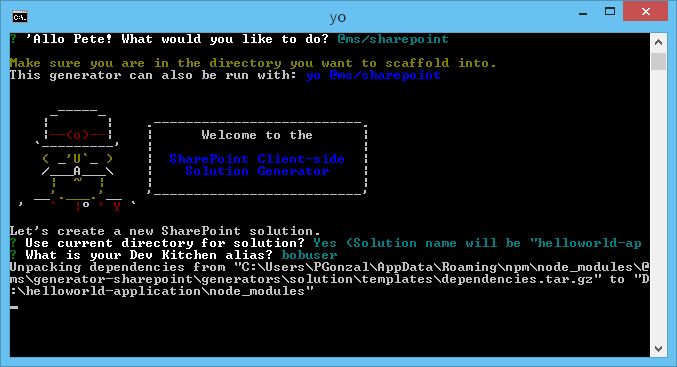 yo
? 'Allo Pete! What would you like to do? @ms/sharepoint
Make sure you are in the directory you want to scaffold into.
This generator can also be run with: yo @ms/sharepoint
Welcome to the
SharePoint Client-side
Solution Generator
Let's create a new SharePoint solution.
? Use current directory for solution? Yes (Solution name will be "helloworld-ap
? What is your Dev Kitchen alias? bobuser
Unpacking dependencies from "C:\Users\PGonzal\AppData\Roaming\npm\node_modules\@
ms\generator-sharepoint\generators\solution\templates\dependencies.tar.gz" to "D
:\helloworld-application\node_modules"